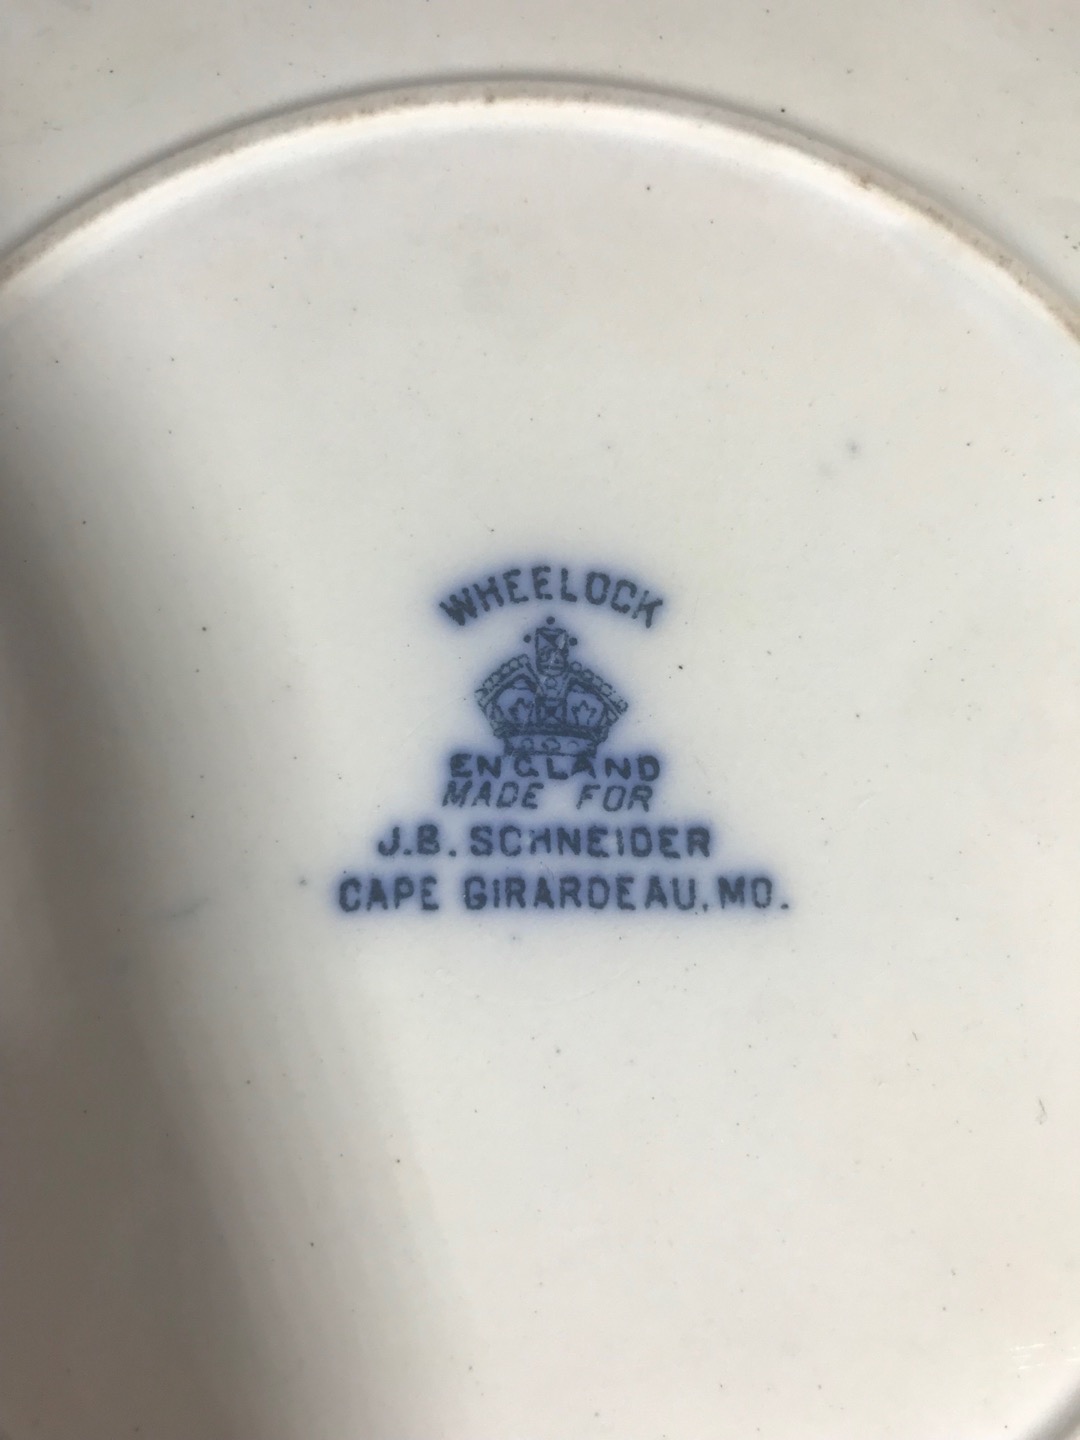 WHEELOCK
ENGLAND
MADE FOR
J.B. SCHNEIDER
CAPE GIRARDEAU, MO.